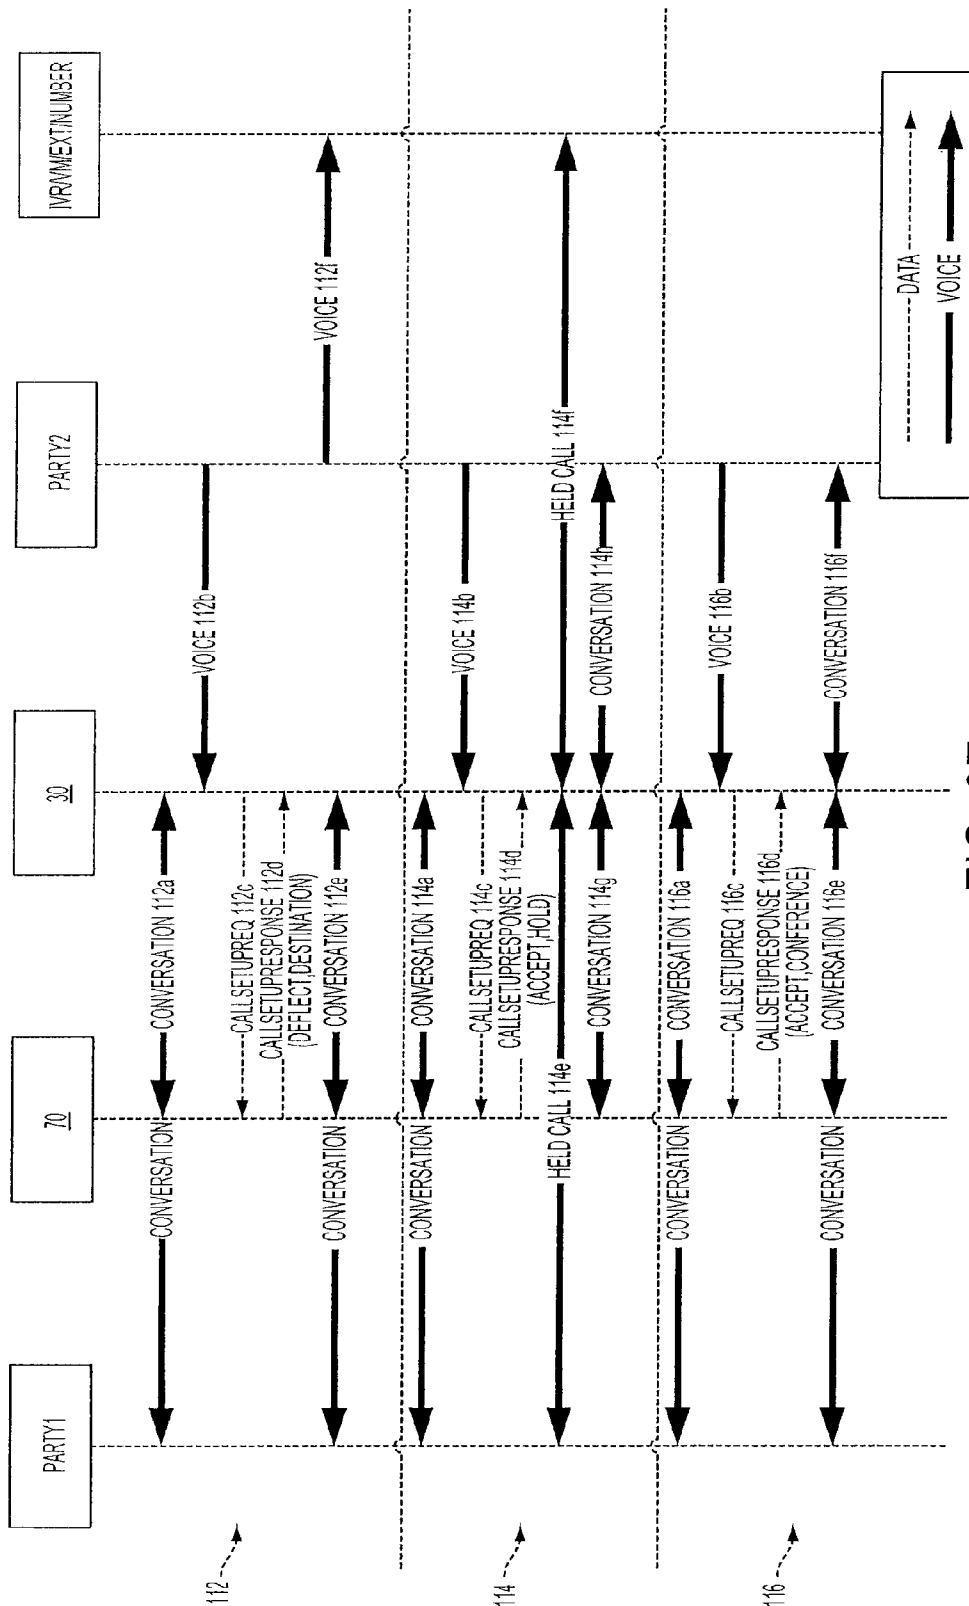 PARTY1
70
30
PARTY2
IVR/VM/EXT/NUMBER
112
CONVERSATION
CONVERSATION 112a
VOICE 112b
CALLSETUPREQ 112c
CALLSETUPRESPONSE 112d
(DEFLECT,DESTINATION)
CONVERSATION
CONVERSATION 112e
VOICE 112f
114
CONVERSATION
CONVERSATION 114a
VOICE 114b
CALLSETUPREQ 114c
CALLSETUPRESPONSE 114d
(ACCEPT,HOLD)
HELD CALL 114e
HELD CALL 114f
CONVERSATION 114g
CONVERSATION 114h
116
CONVERSATION
CONVERSATION 116a
VOICE 116b
CALLSETUPREQ 116c
CALLSETUPRESPONSE 116d
(ACCEPT,CONFERENCE)
CONVERSATION
CONVERSATION 116e
CONVERSATION 116f
DATA
VOICE